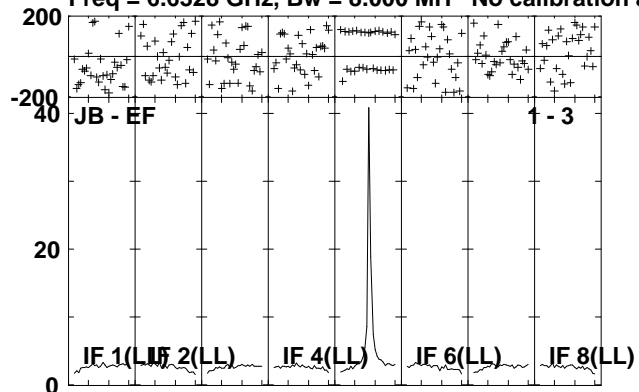 Freq = 6.6528 GHz, Bw = 8.000 MH No calibration a
200
-200
40
JB - EF
1 - 3
20
0
IF 1(LL)
IF 2(LL)
IF 4(LL)
IF 6(LL)
IF 8(LL)